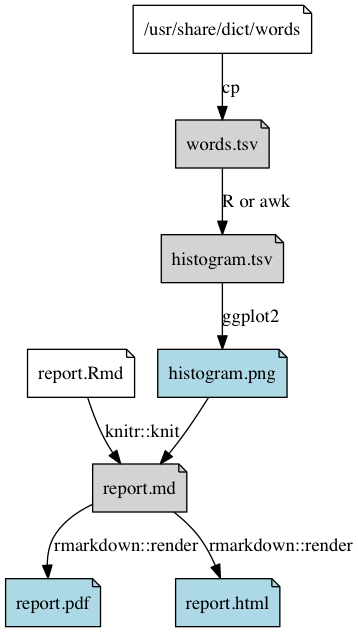 /usr/share/dict/words
cp
words.tsv
R or awk
histogram.tsv
ggplot2
report.Rmd
histogram.png
knitr::knit
report.md
rmarkdown::render
rmarkdown::render
report.pdf
report.html